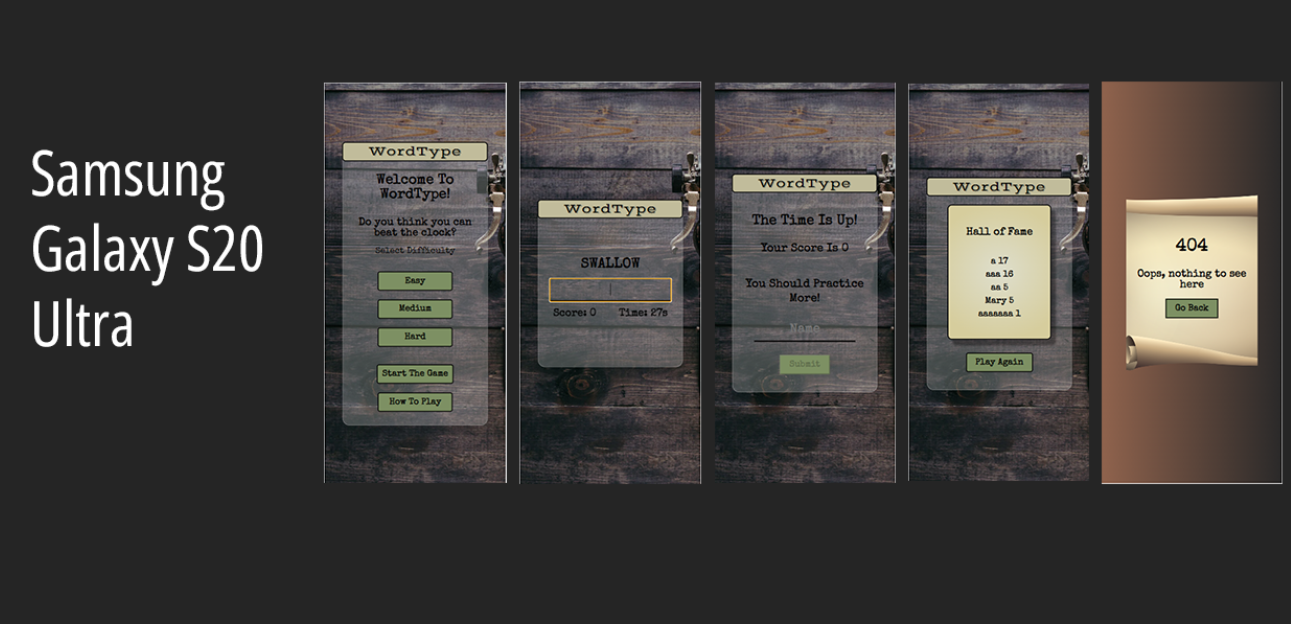 Samsung
Galaxy S20
Ultra
WordType
Welcome To
WordType!
Do you think you can
beat the clock?
Select Difficulty
Easy
Medium
Hard
Start The Game
How To Play
WordType
SWALLOW
Score: 0 Time: 27s
WordType
The Time Is Up!
Your Score Is 0
You Should Practice
More!
Name
Submit
WordType
Hall of Fame
a 17
aaa 16
aa 5
Mary 5
aaaaaaa 1
Play Again
404
Oops, nothing to see
here
Go Back